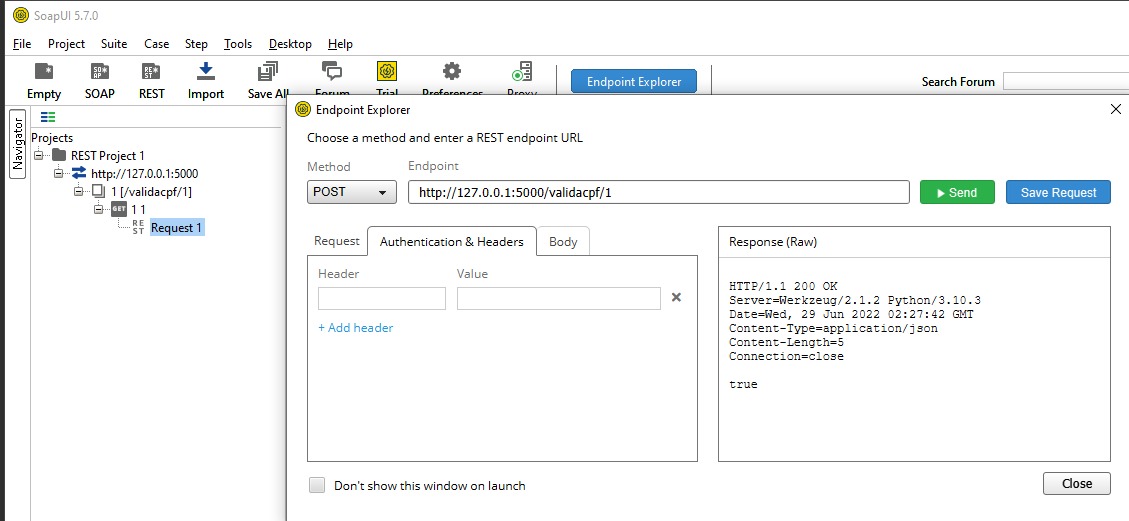 SoapUI 5.7.0
File Project Suite Case Step Tools Desktop Help
Empty SOAP REST Import Save All Forum Trial Preferences Proxy Endpoint Explorer Search Forum
Endpoint Explorer
Navigator
Projects
REST Project 1
http://127.0.0.1:5000
1 [/validacpf/1]
GET 1 1
REST Request 1
Choose a method and enter a REST endpoint URL
Method Endpoint
POST http://127.0.0.1:5000/validacpf/1 Send Save Request
Request Authentication & Headers Body
Header Value
+ Add header
Response (Raw)
HTTP/1.1 200 OK
Server=Werkzeug/2.1.2 Python/3.10.3
Date=Wed, 29 Jun 2022 02:27:42 GMT
Content-Type=application/json
Content-Length=5
Connection=close
true
Don't show this window on launch
Close